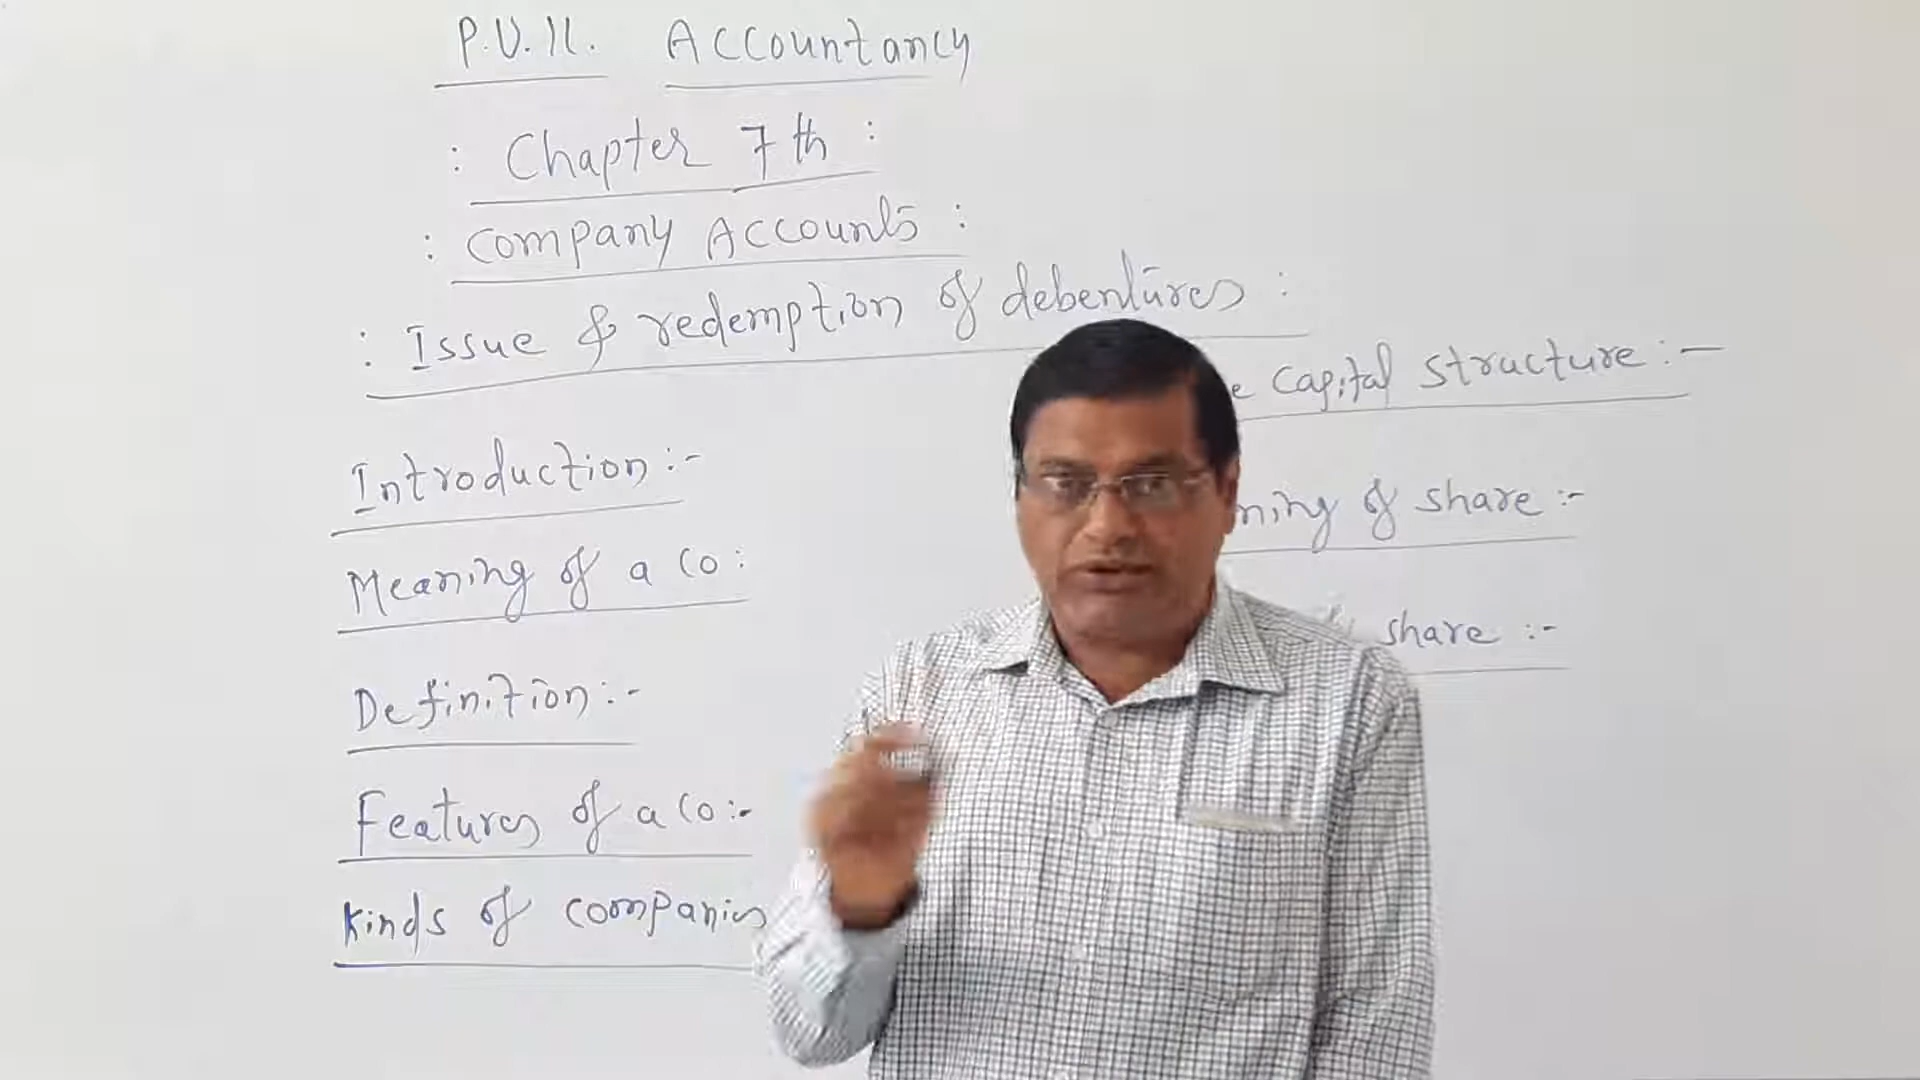 P.U.II. Accountancy
: Chapter 7th :
: Company Accounts :
: Issue & redemption of debentures :
Introduction :-
Meaning of a Co :
Definition :-
Features of a Co :-
Kinds of companies
Capital structure :-
of share :-
share :-